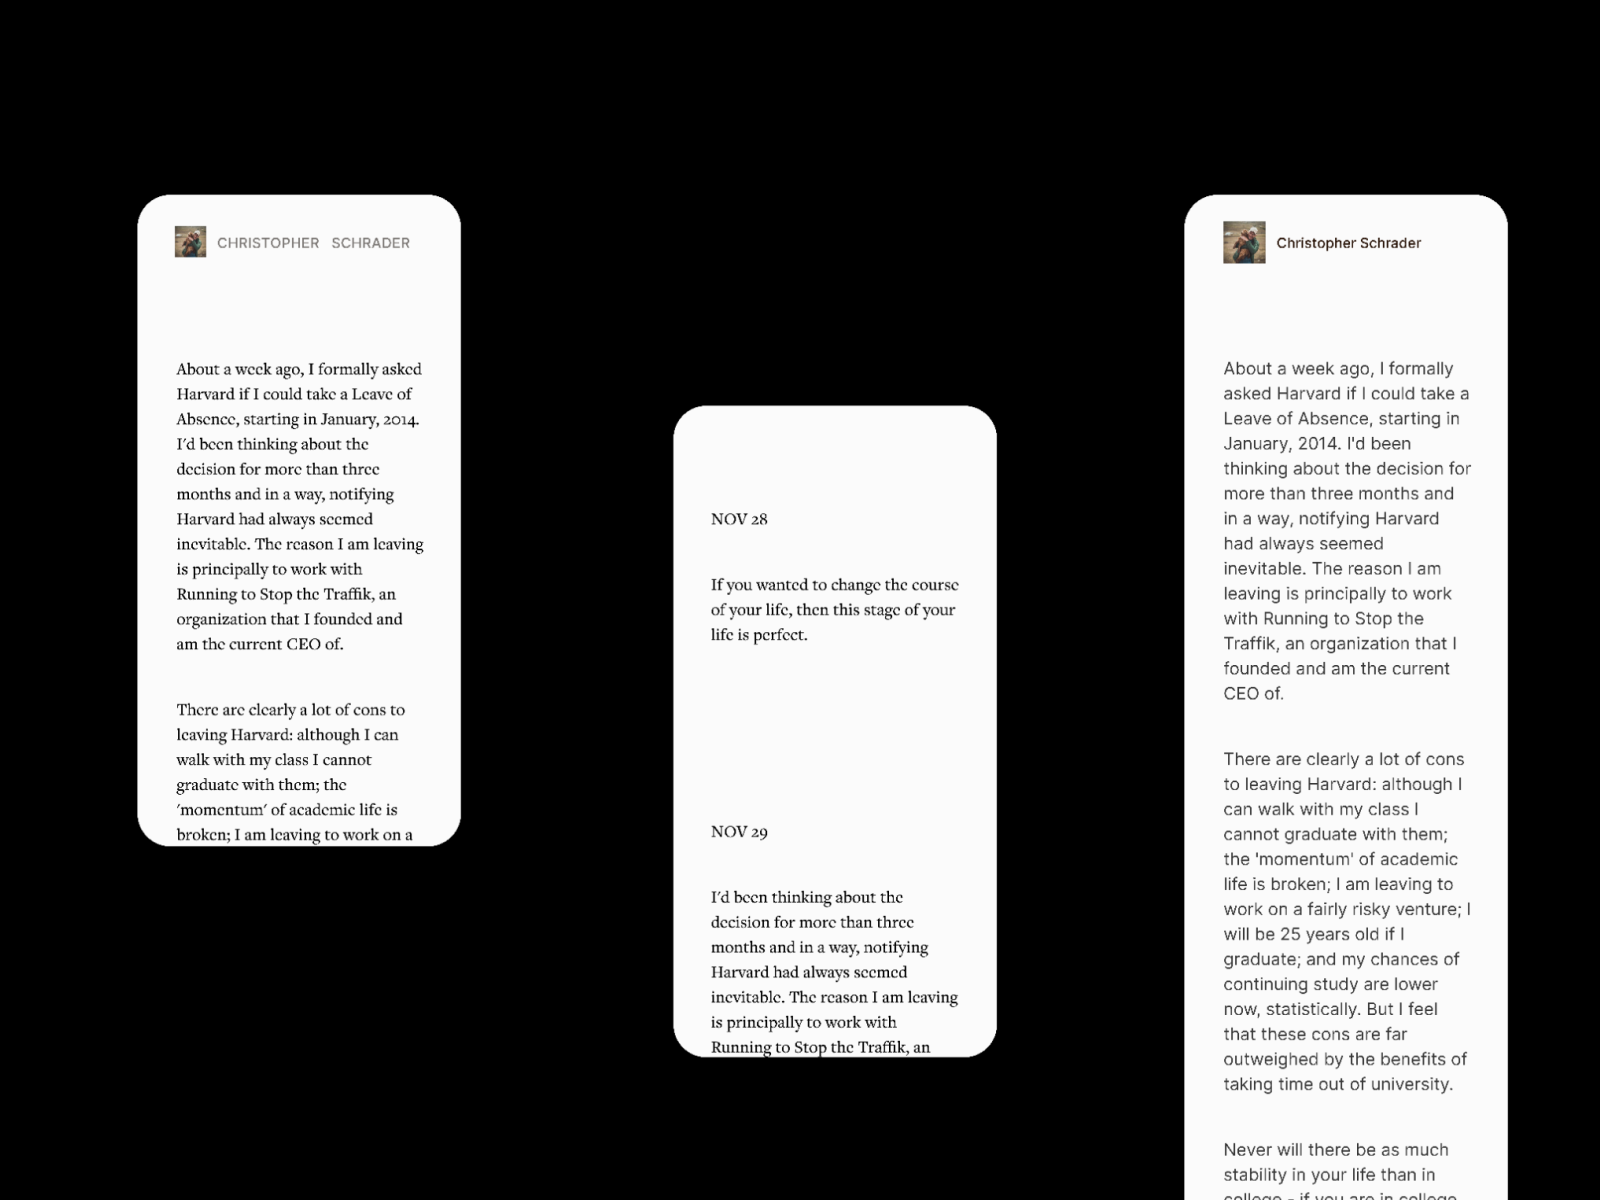 CHRISTOPHER SCHRADER
About a week ago, I formally asked
Harvard if I could take a Leave of
Absence, starting in January, 2014.
I'd been thinking about the
decision for more than three
months and in a way, notifying
Harvard had always seemed
inevitable. The reason I am leaving
is principally to work with
Running to Stop the Traffik, an
organization that I founded and
am the current CEO of.
There are clearly a lot of cons to
leaving Harvard: although I can
walk with my class I cannot
graduate with them; the
'momentum' of academic life is
broken; I am leaving to work on a
NOV 28
If you wanted to change the course
of your life, then this stage of your
life is perfect.
NOV 29
I'd been thinking about the
decision for more than three
months and in a way, notifying
Harvard had always seemed
inevitable. The reason I am leaving
is principally to work with
Running to Stop the Traffik, an
Christopher Schrader
About a week ago, I formally
asked Harvard if I could take a
Leave of Absence, starting in
January, 2014. I'd been
thinking about the decision for
more than three months and
in a way, notifying Harvard
had always seemed
inevitable. The reason I am
leaving is principally to work
with Running to Stop the
Traffik, an organization that I
founded and am the current
CEO of.
There are clearly a lot of cons
to leaving Harvard: although I
can walk with my class I
cannot graduate with them;
the 'momentum' of academic
life is broken; I am leaving to
work on a fairly risky venture; I
will be 25 years old if I
graduate; and my chances of
continuing study are lower
now, statistically. But I feel
that these cons are far
outweighed by the benefits of
taking time out of university.
Never will there be as much
stability in your life than in
college - if you are in college